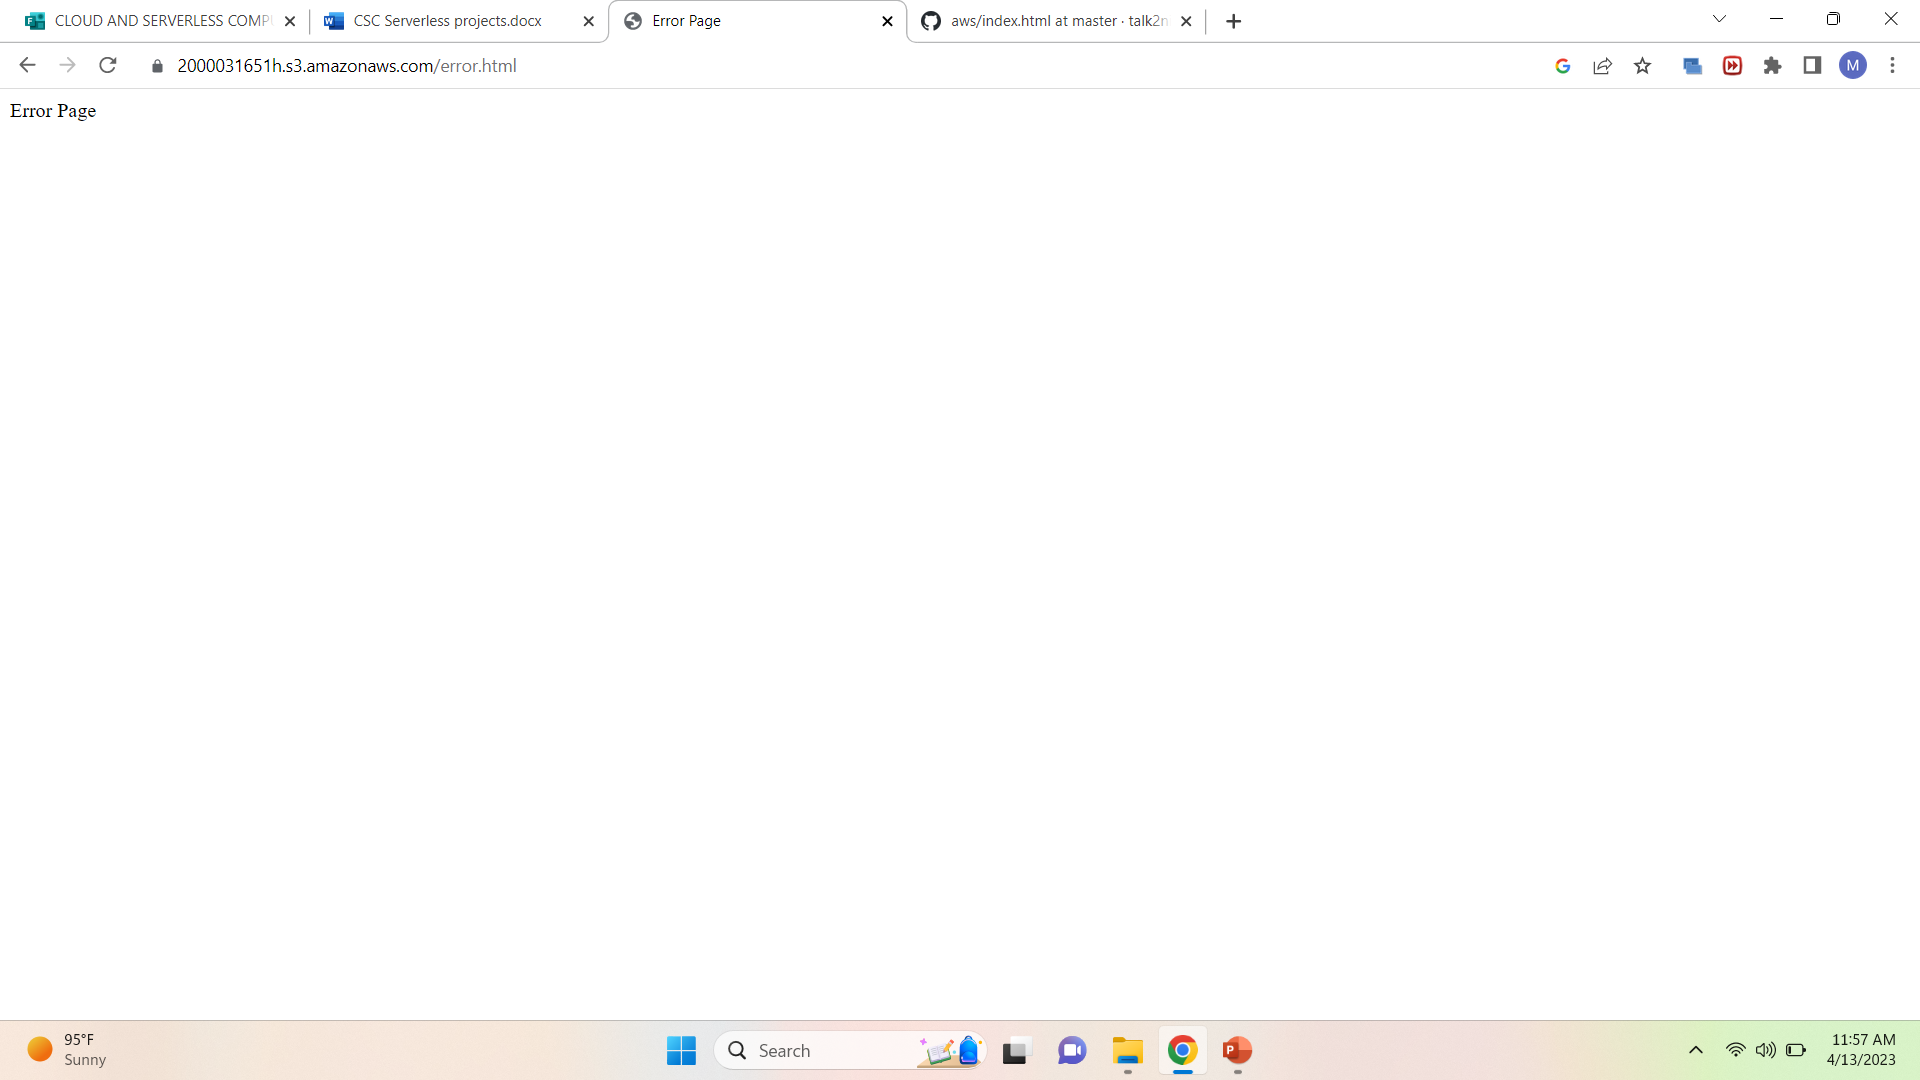 CLOUD AND SERVERLESS COMP
CSC Serverless projects.docx
Error Page
aws/index.html at master · talk2m
2000031651h.s3.amazonaws.com/error.html
M
Error Page
95°F
Sunny
Search
11:57 AM
4/13/2023